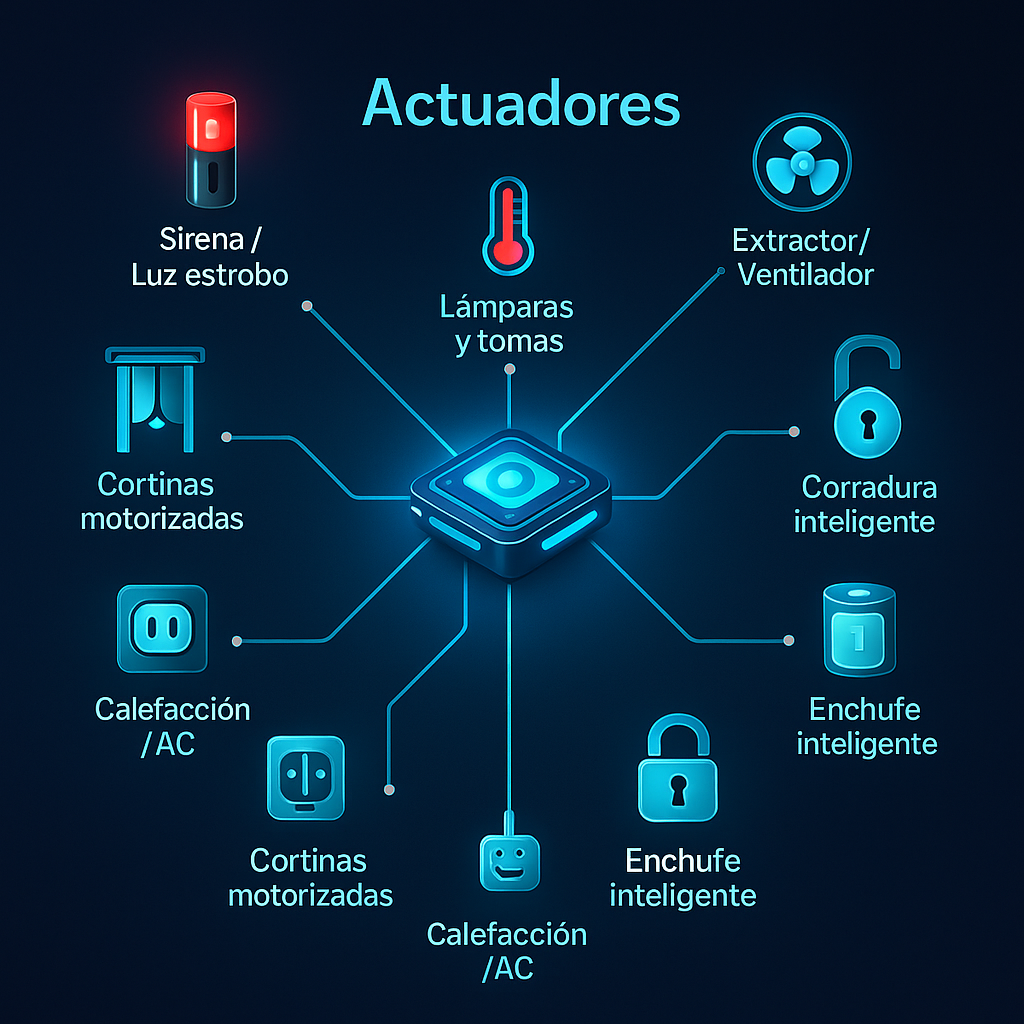 Actuadores
Sirena /
Luz estrobo
Lámparas
y tomas
Extractor/
Ventilador
Cortinas
motorizadas
Corradura
inteligente
Calefacción
/AC
Enchufe
inteligente
Cortinas
motorizadas
Enchufe
inteligente
Calefacción
/AC
1